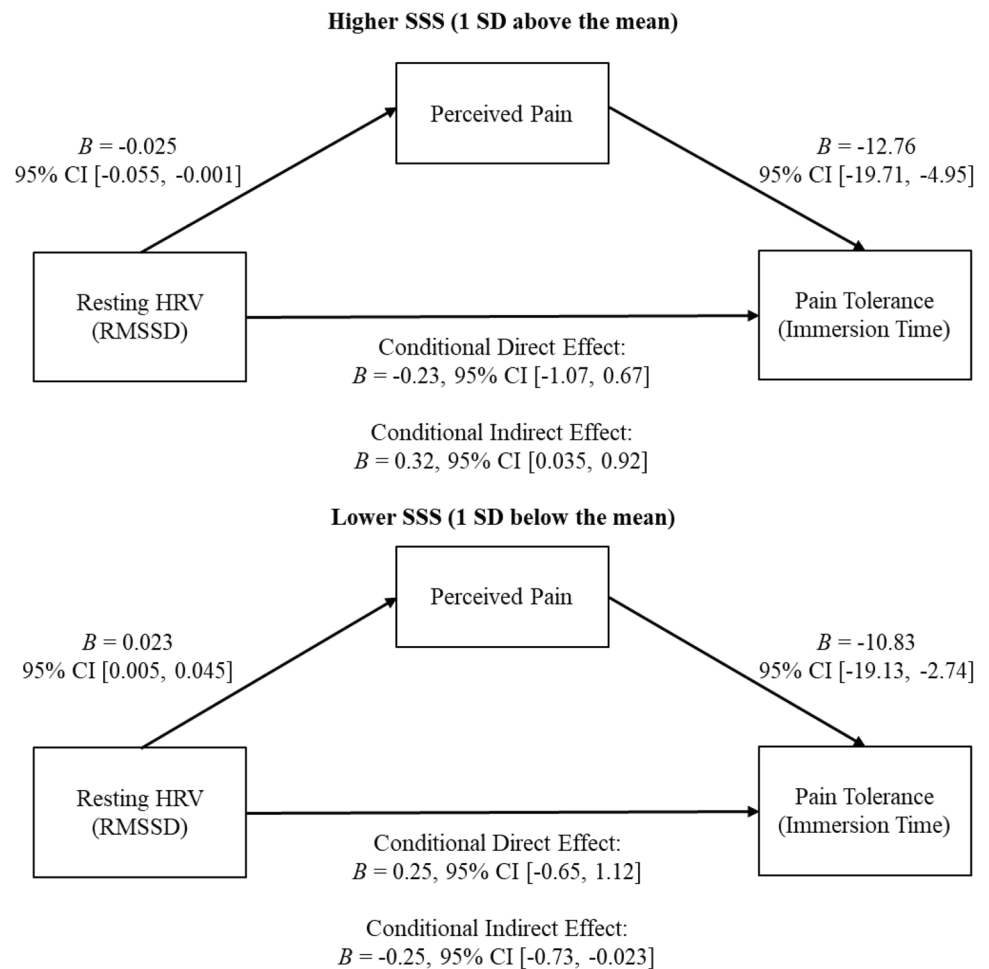 Higher SSS (1 SD above the mean)
Perceived Pain
B = -0.025
95% CI [-0.055, -0.001]
B = -12.76
95% CI [-19.71, -4.95]
Resting HRV
(RMSSD)
Pain Tolerance
(Immersion Time)
Conditional Direct Effect:
B = -0.23, 95% CI [-1.07, 0.67]
Conditional Indirect Effect:
B = 0.32, 95% CI [0.035, 0.92]
Lower SSS (1 SD below the mean)
Perceived Pain
B = 0.023
95% CI [0.005, 0.045]
B = -10.83
95% CI [-19.13, -2.74]
Resting HRV
(RMSSD)
Pain Tolerance
(Immersion Time)
Conditional Direct Effect:
B = 0.25, 95% CI [-0.65, 1.12]
Conditional Indirect Effect:
B = -0.25, 95% CI [-0.73, -0.023]